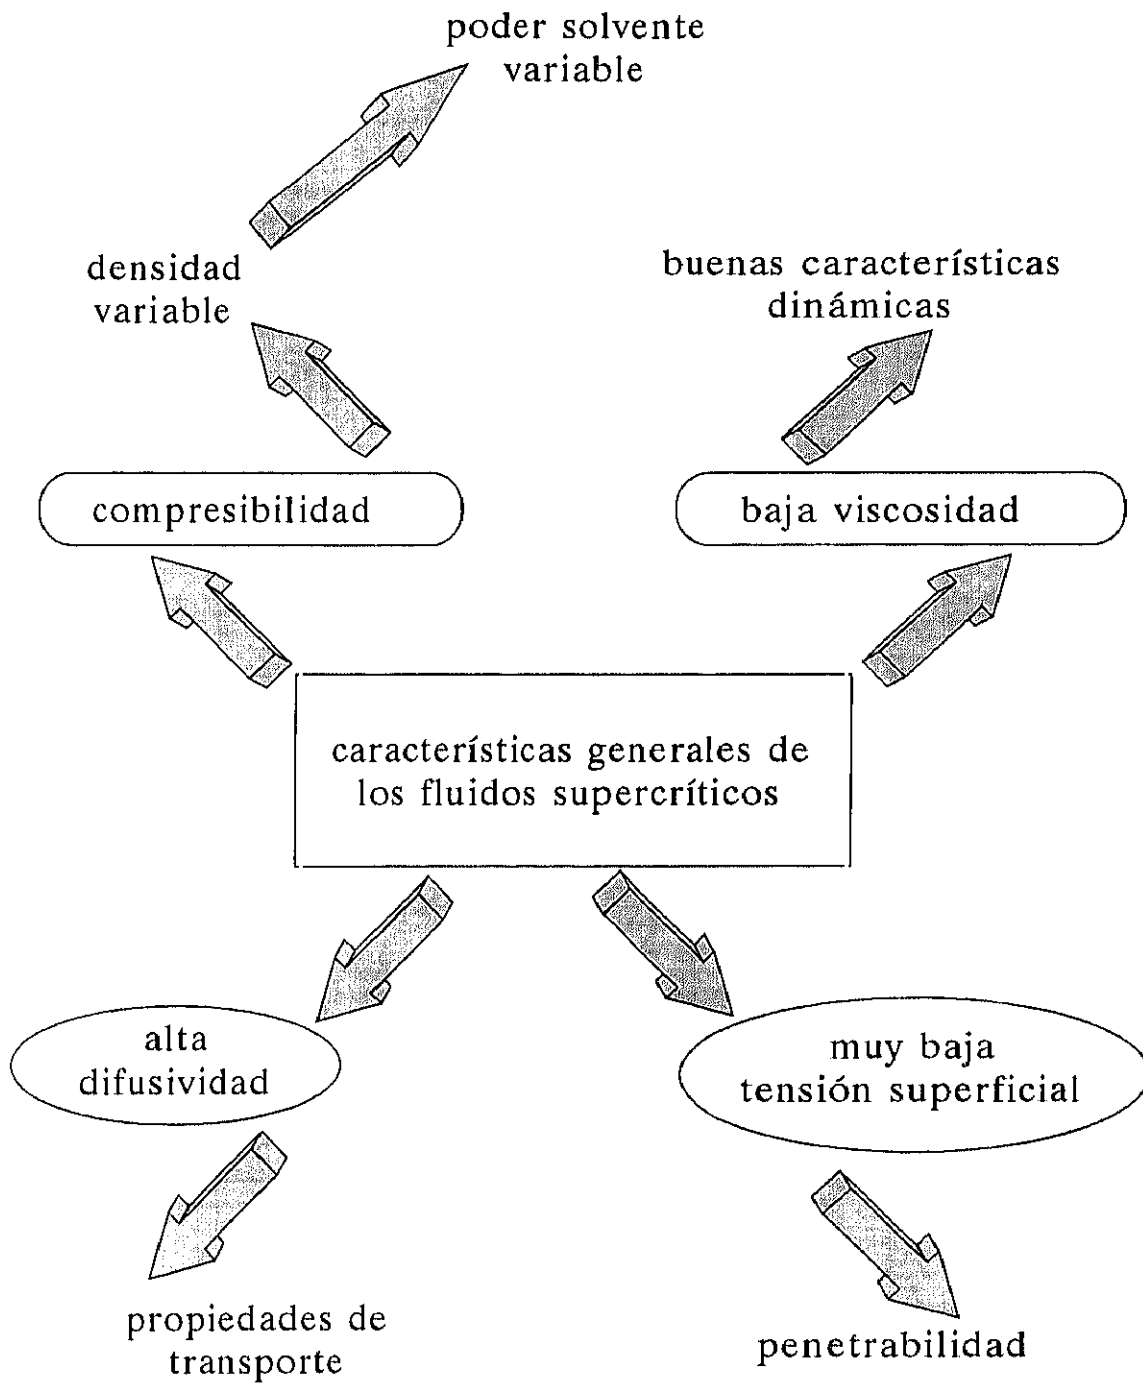 poder solvente
variable
densidad
variable
buenas características
dinámicas
compresibilidad
baja viscosidad
características generales de
los fluidos supercríticos
alta
difusividad
muy baja
tensión superficial
propiedades de
transporte
penetrabilidad